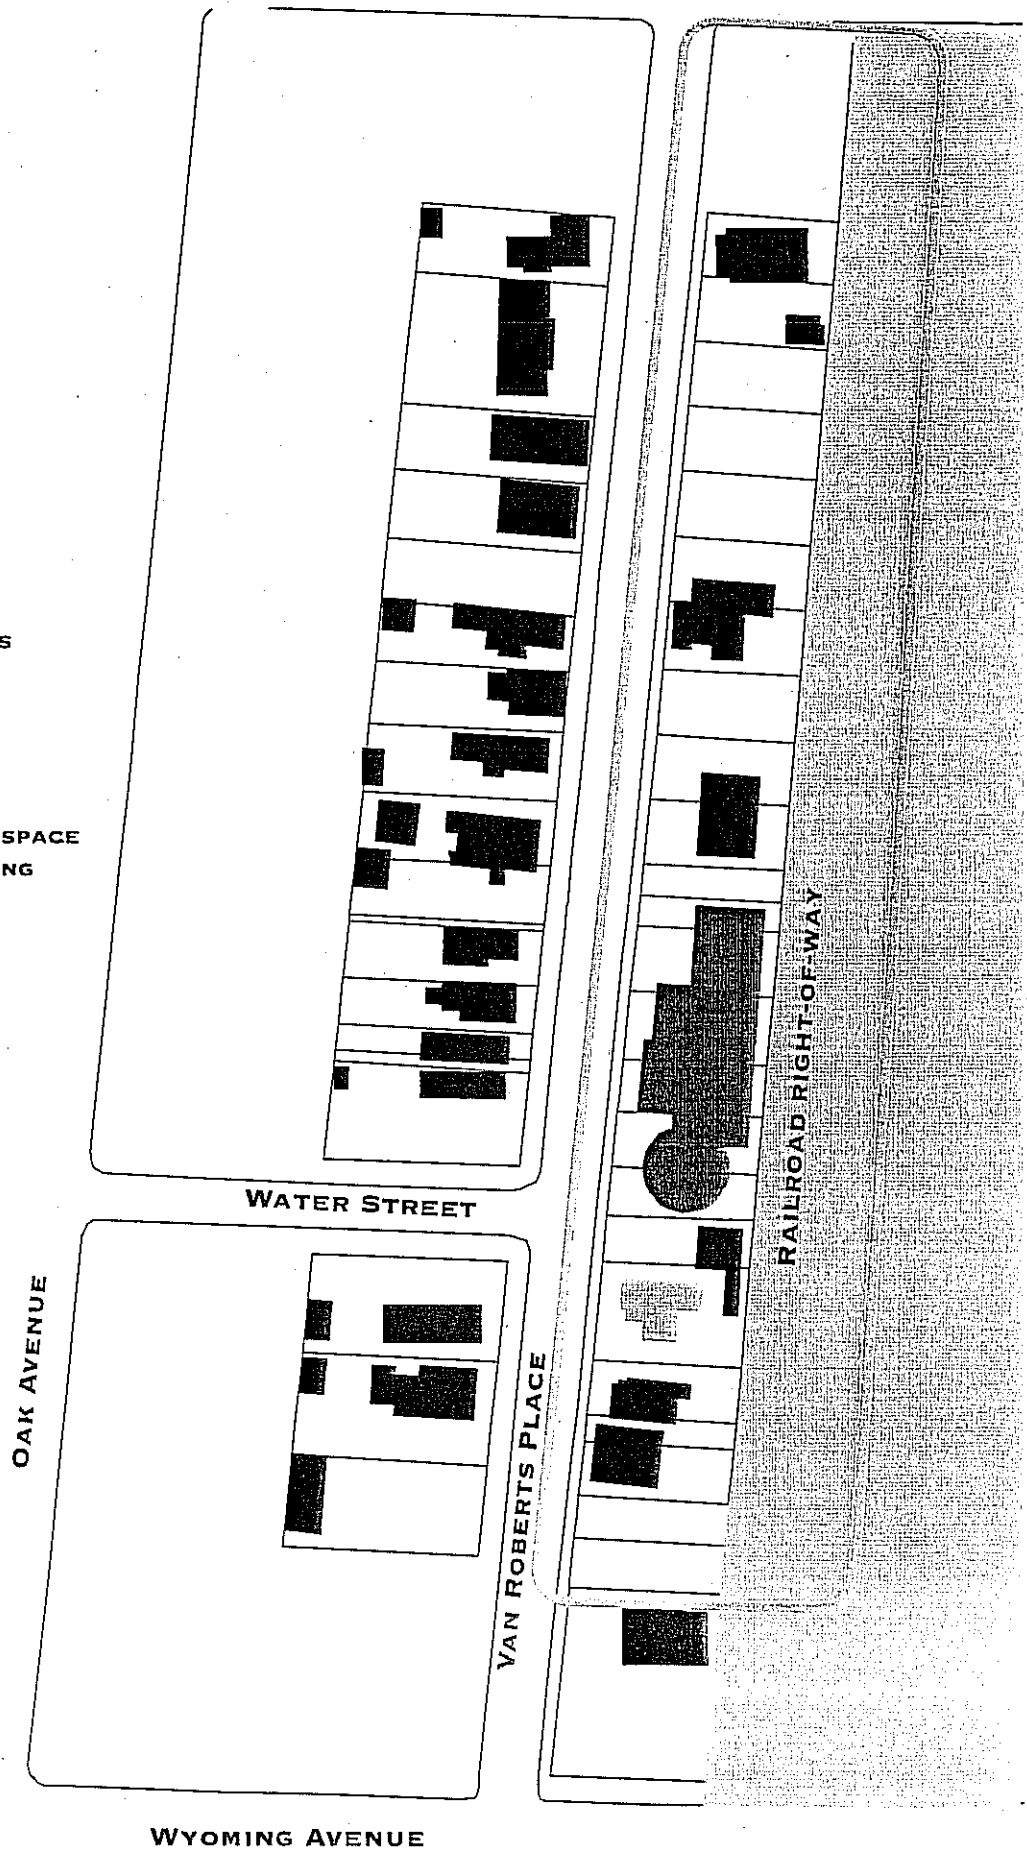 S
SPACE
NG
RAILROAD RIGHT-OF-WAY
WATER STREET
OAK AVENUE
VAN ROBERTS PLACE
WYOMING AVENUE